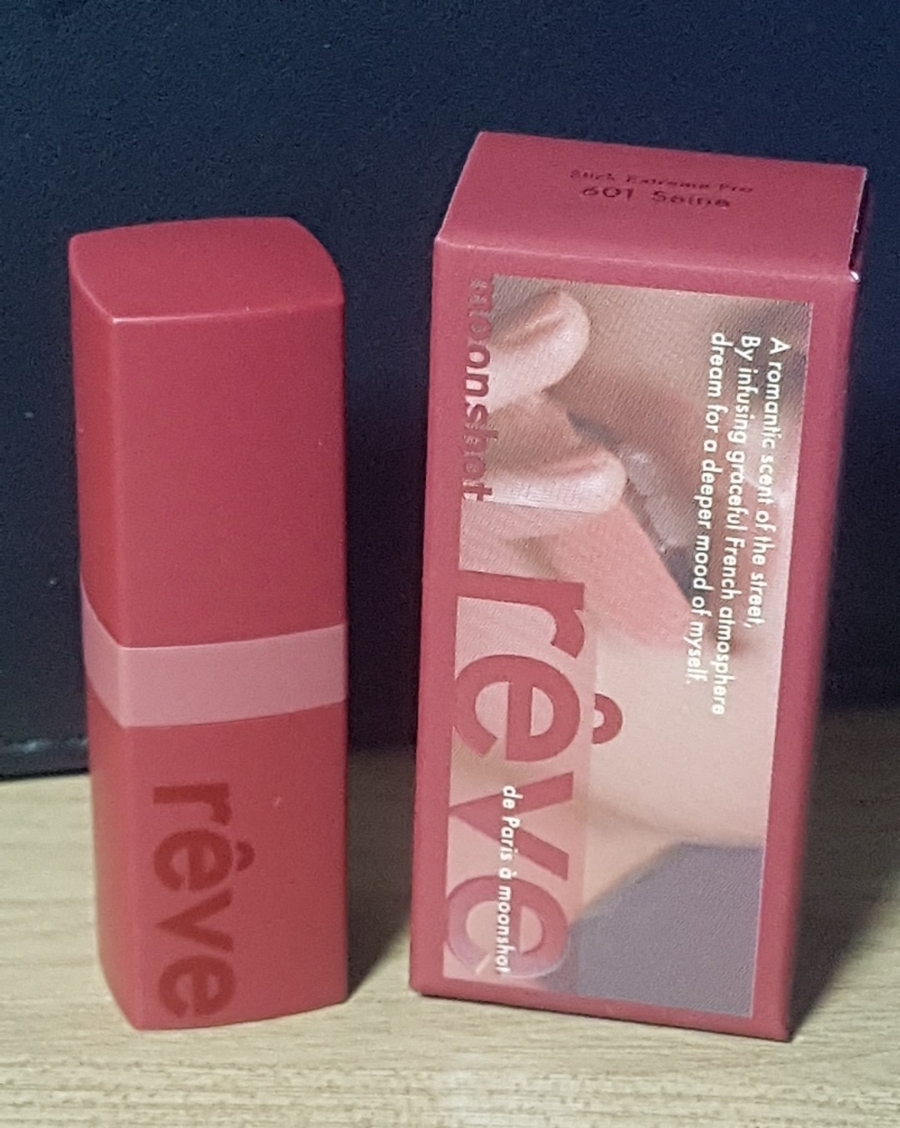 rêve
Stick Extreme Pro
601 Seine
moonshot
rêve
de Paris à moonshot
A romantic scent of the street,
By infusing graceful French atmosphere
dream for a deeper mood of myself.